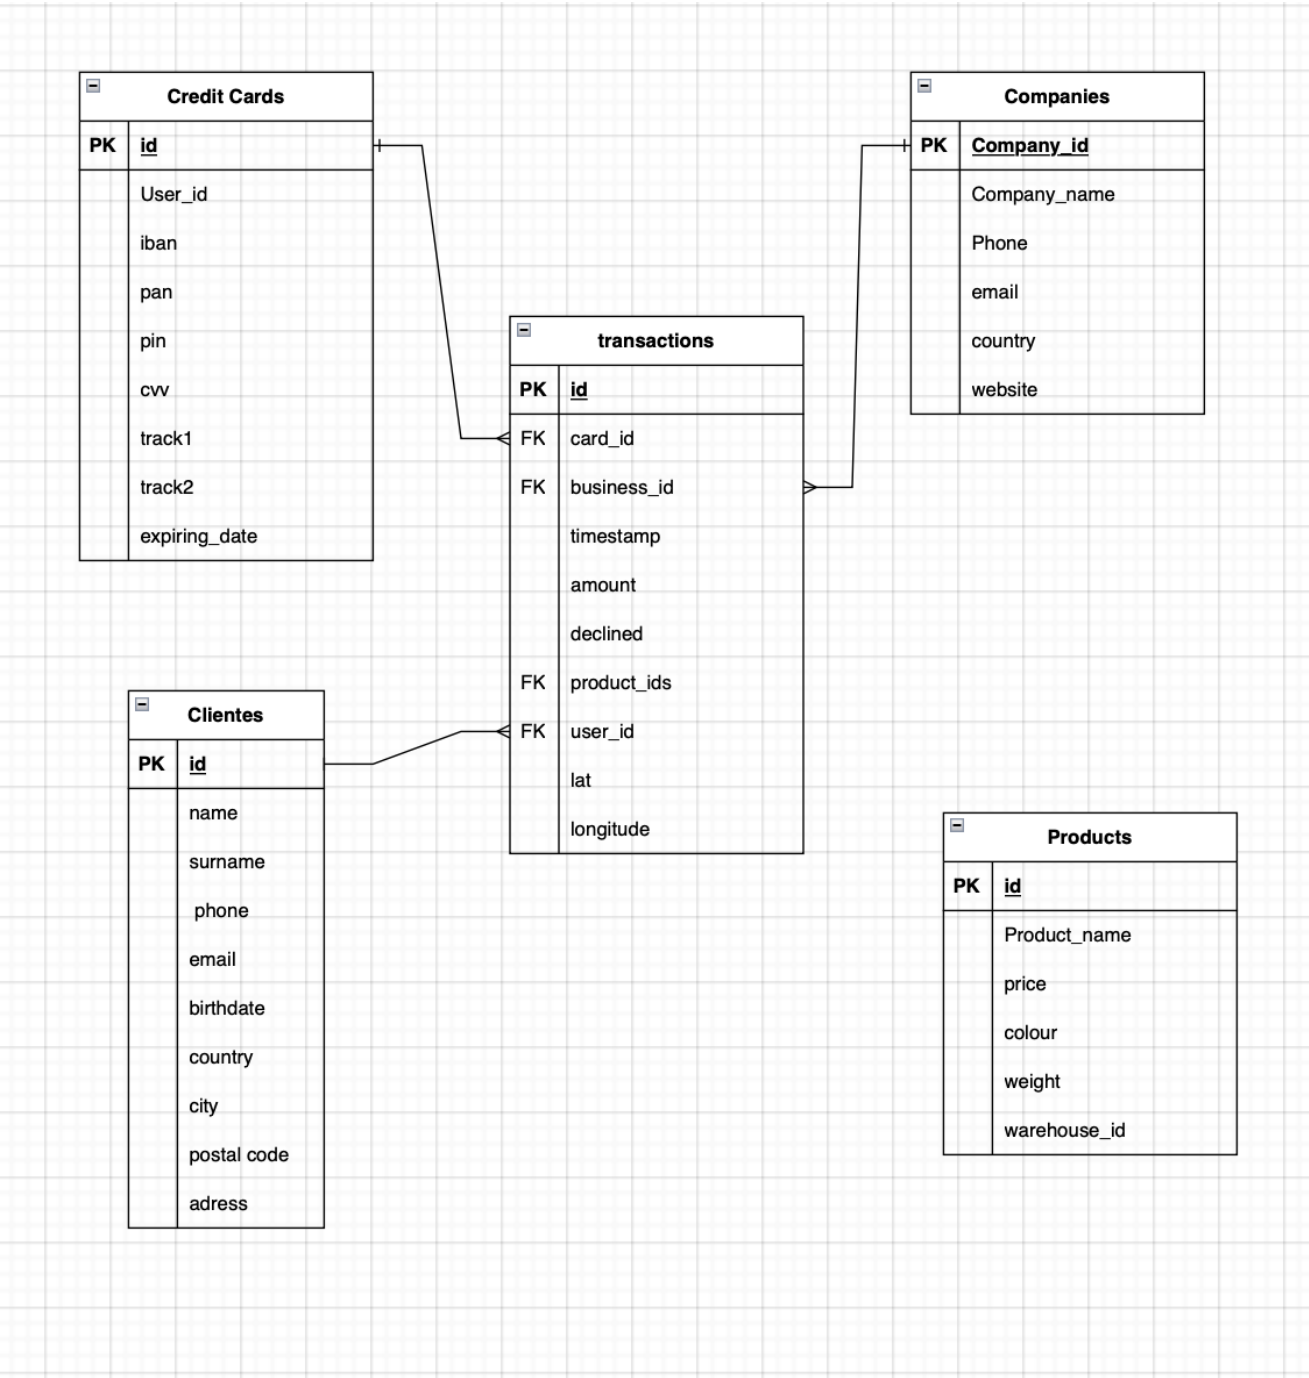 Credit Cards
PK id
User_id
iban
pan
pin
cvv
track1
track2
expiring_date
Companies
PK Company_id
Company_name
Phone
email
country
website
transactions
PK id
FK card_id
FK business_id
timestamp
amount
declined
FK product_ids
FK user_id
lat
longitude
Clientes
PK id
name
surname
phone
email
birthdate
country
city
postal code
adress
Products
PK id
Product_name
price
colour
weight
warehouse_id